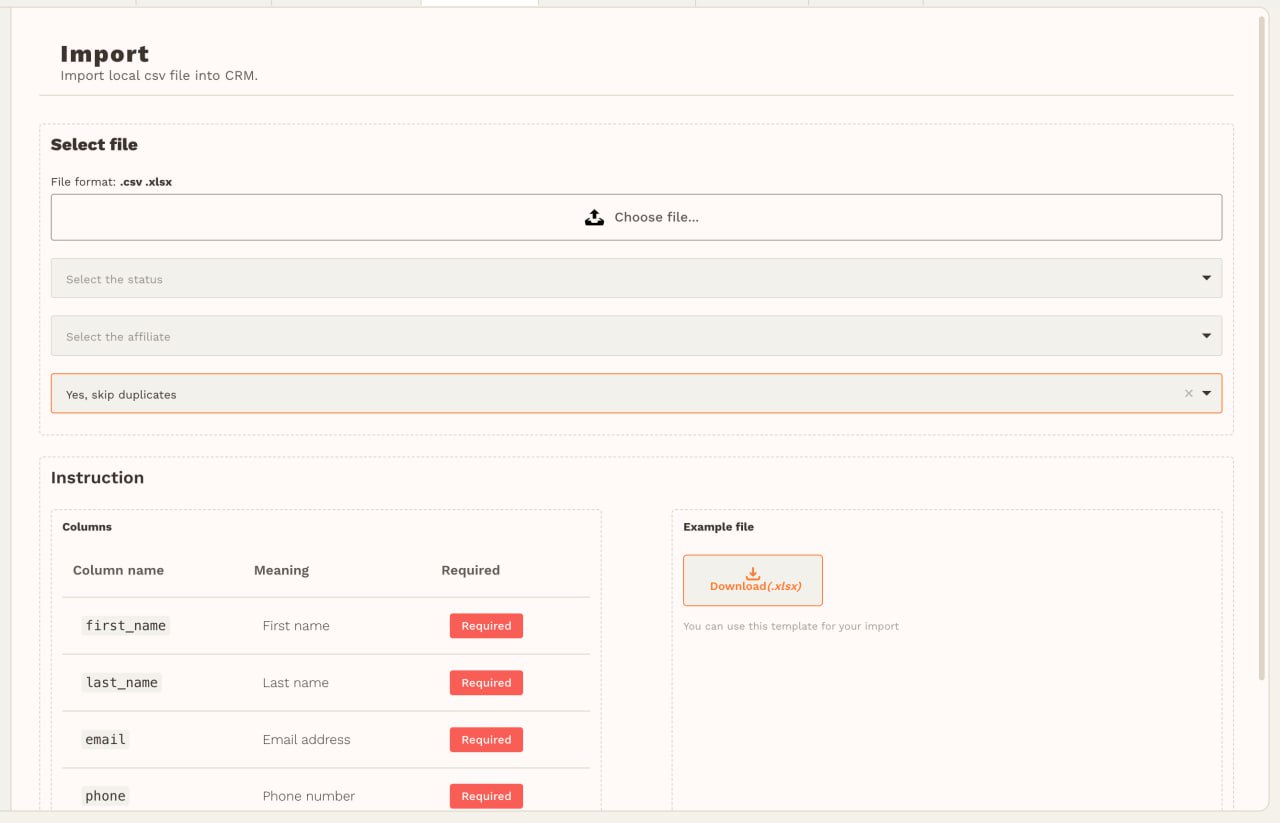 Import
Import local csv file into CRM.
Select file
File format: .csv .xlsx
Choose file...
Select the status
Select the affiliate
Yes, skip duplicates
Instruction
Columns
Column name Meaning Required
first_name First name Required
last_name Last name Required
email Email address Required
phone Phone number Required
Example file
Download(.xlsx)
You can use this template for your import